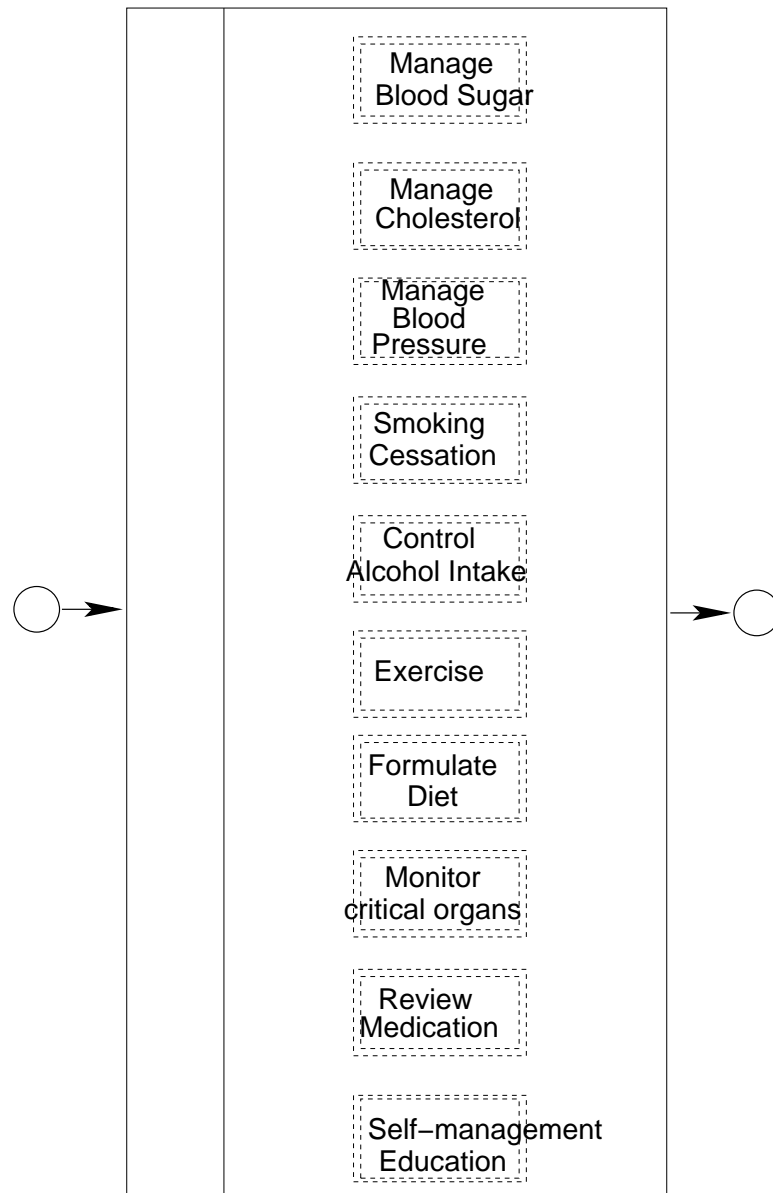 Manage
Blood Sugar
Manage
Cholesterol
Manage
Blood
Pressure
Smoking
Cessation
Control
Alcohol Intake
Exercise
Formulate
Diet
Monitor
critical organs
Review
Medication
Self−management
Education